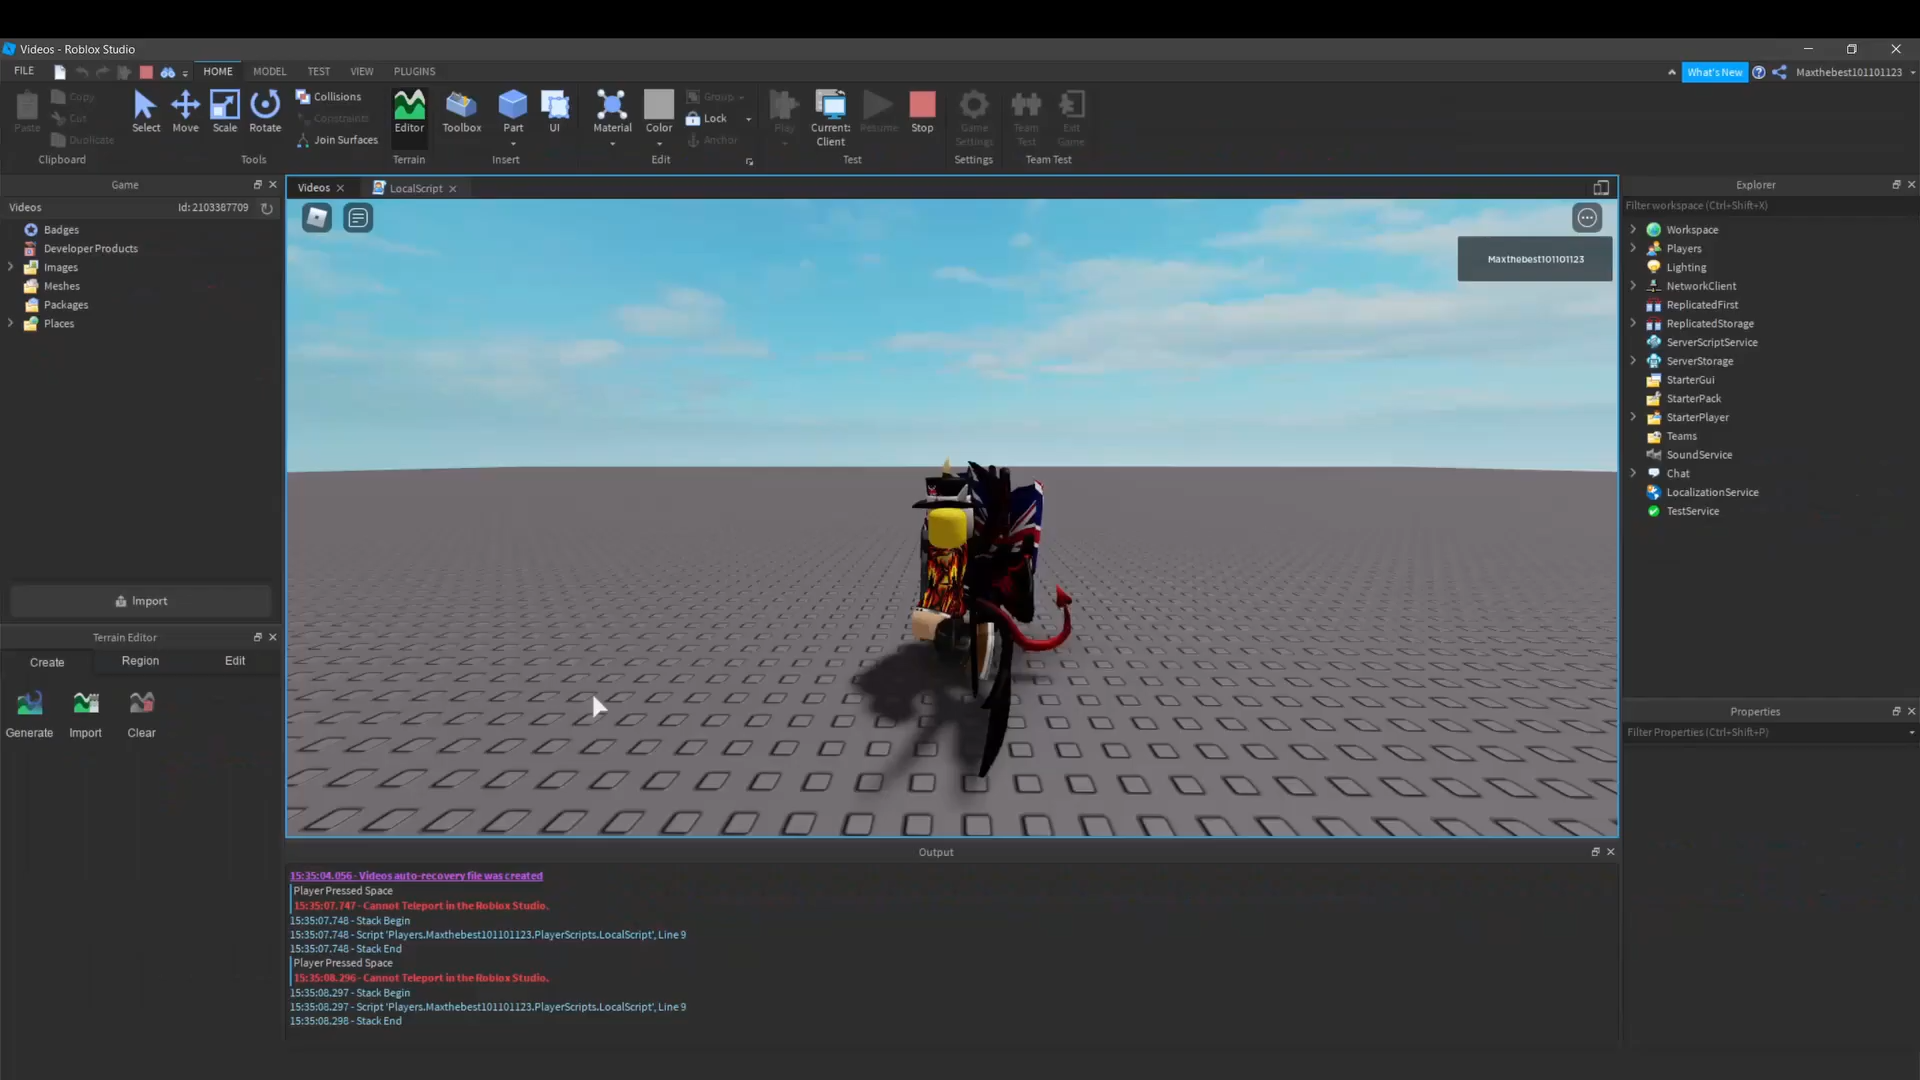 Videos - Roblox Studio
FILE
HOME
MODEL
TEST
VIEW
PLUGINS
What's New
Maxthebest101101123
Paste
Copy
Cut
Duplicate
Clipboard
Select
Move
Scale
Rotate
Tools
Collisions
Constraints
Join Surfaces
Editor
Terrain
Toolbox
Part
UI
Insert
Material
Color
Group
Lock
Anchor
Edit
Play
Current:
Client
Resume
Stop
Test
Game
Settings
Settings
Team
Test
Exit
Game
Team Test
Game
Videos
Id: 2103387709
Badges
Developer Products
Images
Meshes
Packages
Places
Import
Terrain Editor
Create
Region
Edit
Generate
Import
Clear
Videos
LocalScript
Maxthebest101101123
Output
15:35:04.056 - Videos auto-recovery file was created
Player Pressed Space
15:35:07.747 - Cannot Teleport in the Roblox Studio.
15:35:07.748 - Stack Begin
15:35:07.748 - Script 'Players.Maxthebest101101123.PlayerScripts.LocalScript', Line 9
15:35:07.748 - Stack End
Player Pressed Space
15:35:08.296 - Cannot Teleport in the Roblox Studio.
15:35:08.297 - Stack Begin
15:35:08.297 - Script 'Players.Maxthebest101101123.PlayerScripts.LocalScript', Line 9
15:35:08.298 - Stack End
Explorer
Filter workspace (Ctrl+Shift+X)
Workspace
Players
Lighting
NetworkClient
ReplicatedFirst
ReplicatedStorage
ServerScriptService
ServerStorage
StarterGui
StarterPack
StarterPlayer
Teams
SoundService
Chat
LocalizationService
TestService
Properties
Filter Properties (Ctrl+Shift+P)